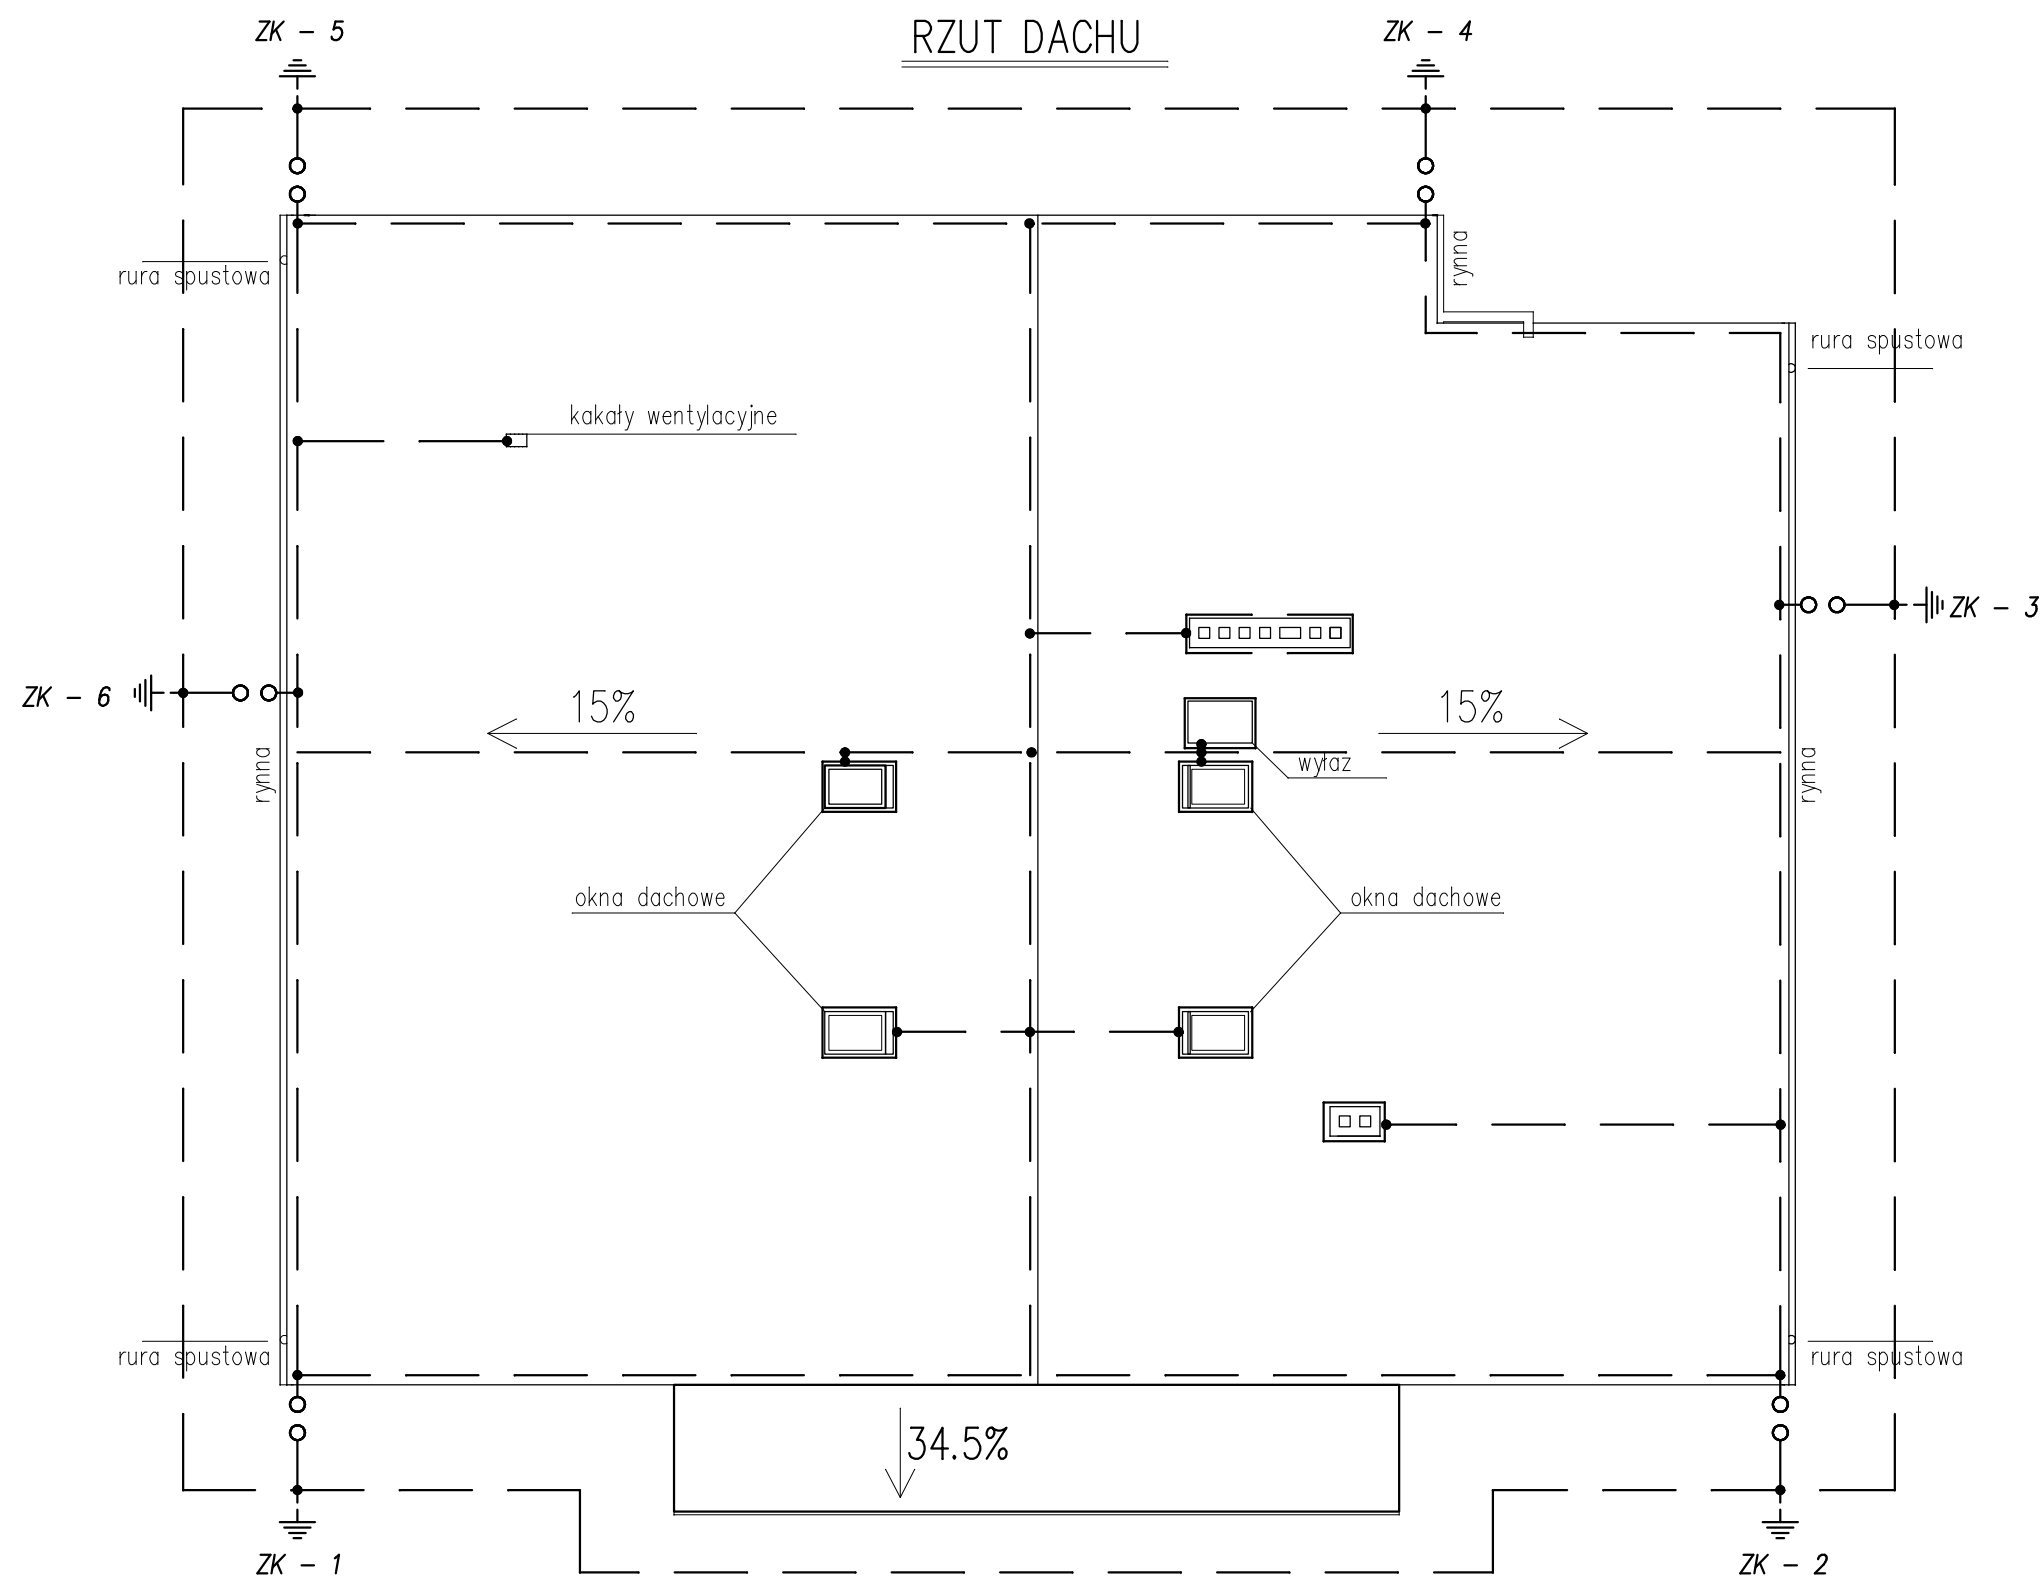 ZK - 5
RZUT DACHU
ZK - 4
rura spustowa
rynna
rura spustowa
kakały wentylacyjne
ZK - 3
ZK - 6
15%
15%
rynna
wyłaz
rynna
okna dachowe
okna dachowe
rura spustowa
rura spustowa
34.5%
ZK - 1
ZK - 2